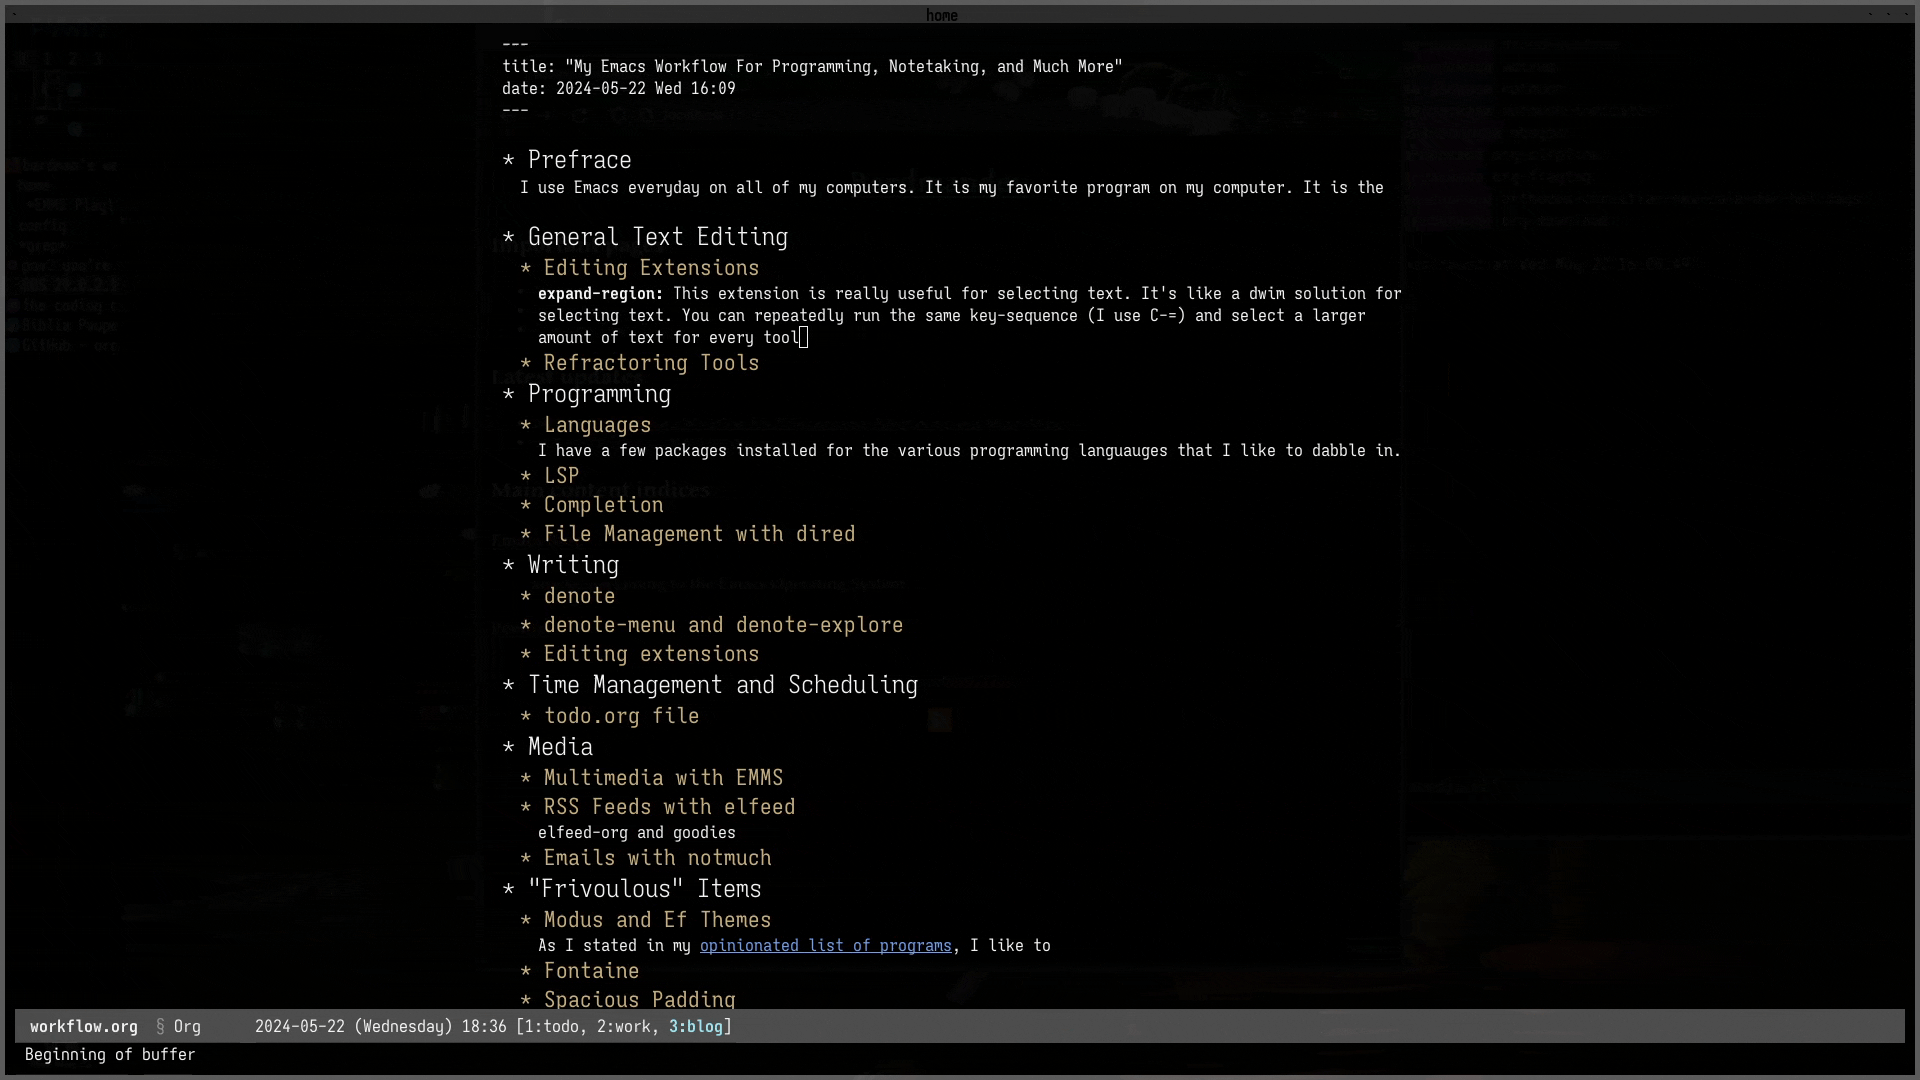 home
---
title: "My Emacs Workflow For Programming, Notetaking, and Much More"
date: 2024-05-22 Wed 16:09
---
* Prefrace
I use Emacs everyday on all of my computers. It is my favorite program on my computer. It is the
* General Text Editing
* Editing Extensions
expand-region: This extension is really useful for selecting text. It's like a dwim solution for
selecting text. You can repeatedly run the same key-sequence (I use C-=) and select a larger
amount of text for every tool
* Refractoring Tools
* Programming
* Languages
I have a few packages installed for the various programming languauges that I like to dabble in.
* LSP
* Completion
* File Management with dired
* Writing
* denote
* denote-menu and denote-explore
* Editing extensions
* Time Management and Scheduling
* todo.org file
* Media
* Multimedia with EMMS
* RSS Feeds with elfeed
elfeed-org and goodies
* Emails with notmuch
* "Frivoulous" Items
* Modus and Ef Themes
As I stated in my opinionated list of programs, I like to
* Fontaine
* Spacious Padding
workflow.org § Org 2024-05-22 (Wednesday) 18:36 [1:todo, 2:work, 3:blog]
Beginning of buffer